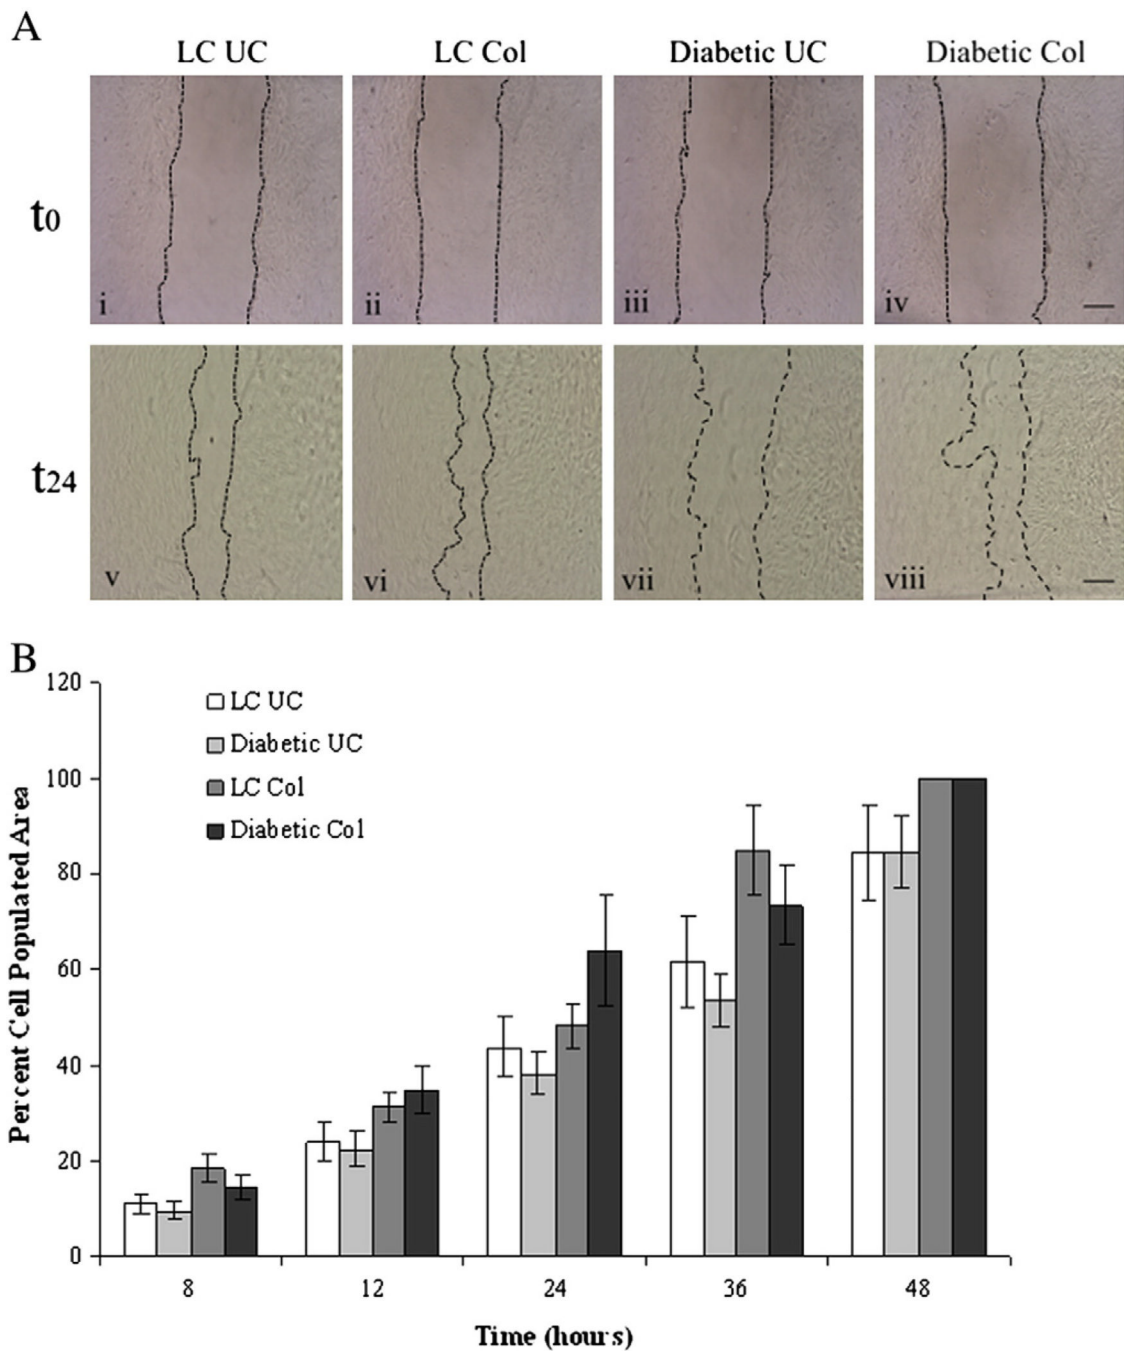 A
LC UC LC Col Diabetic UC Diabetic Col
t0
i ii iii iv
t24
v vi vii viii
B
120
100
80
60
40
20
0
LC UC
Diabetic UC
LC Col
Diabetic Col
Percent Cell Populated Area
8 12 24 36 48
Time (hours)